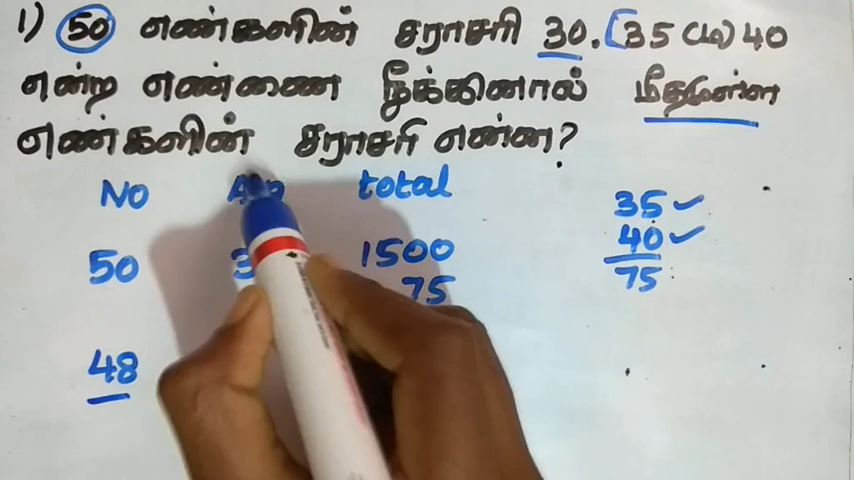 1) 50 எண்களின் சராசரி 30. (35 (ம) 40
என்ற எண்ணை நீக்கினால் மீதமுள்ள
எண்களின் சராசரி என்ன?
No total
50 1500
75
48
35
40
75